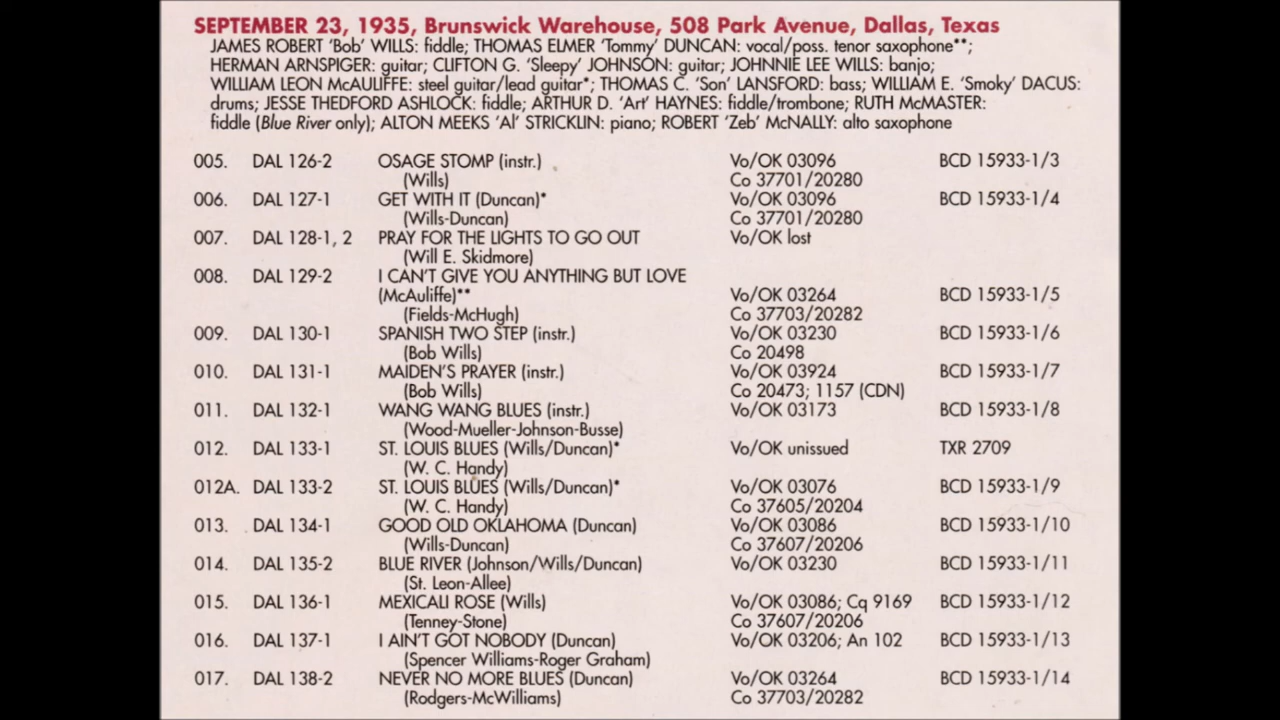 SEPTEMBER 23, 1935, Brunswick Warehouse, 508 Park Avenue, Dallas, Texas
JAMES ROBERT 'Bob' WILLS: fiddle; THOMAS ELMER 'Tommy' DUNCAN: vocal/poss. tenor saxophone**;
HERMAN ARNSPIGER: guitar; CLIFTON G. 'Sleepy' JOHNSON: guitar; JOHNNIE LEE WILLS: banjo;
WILLIAM LEON McAULIFFE: steel guitar/lead guitar*; THOMAS C. 'Son' LANSFORD: bass; WILLIAM E. 'Smoky' DACUS:
drums; JESSE THEDFORD ASHLOCK: fiddle; ARTHUR D. 'Art' HAYNES: fiddle/trombone; RUTH McMASTER:
fiddle (Blue River only); ALTON MEEKS 'Al' STRICKLIN: piano; ROBERT 'Zeb' McNALLY: alto saxophone
005. DAL 126-2 OSAGE STOMP (instr.) Vo/OK 03096 BCD 15933-1/3
(Wills) Co 37701/20280
006. DAL 127-1 GET WITH IT (Duncan)* Vo/OK 03096 BCD 15933-1/4
(Wills-Duncan) Co 37701/20280
007. DAL 128-1, 2 PRAY FOR THE LIGHTS TO GO OUT Vo/OK lost
(Will E. Skidmore)
008. DAL 129-2 I CAN'T GIVE YOU ANYTHING BUT LOVE
(McAuliffe)** Vo/OK 03264 BCD 15933-1/5
(Fields-McHugh) Co 37703/20282
009. DAL 130-1 SPANISH TWO STEP (instr.) Vo/OK 03230 BCD 15933-1/6
(Bob Wills) Co 20498
010. DAL 131-1 MAIDEN'S PRAYER (instr.) Vo/OK 03924 BCD 15933-1/7
(Bob Wills) Co 20473; 1157 (CDN)
011. DAL 132-1 WANG WANG BLUES (instr.) Vo/OK 03173 BCD 15933-1/8
(Wood-Mueller-Johnson-Busse)
012. DAL 133-1 ST. LOUIS BLUES (Wills/Duncan)* Vo/OK unissued TXR 2709
(W. C. Handy)
012A. DAL 133-2 ST. LOUIS BLUES (Wills/Duncan)* Vo/OK 03076 BCD 15933-1/9
(W. C. Handy) Co 37605/20204
013. DAL 134-1 GOOD OLD OKLAHOMA (Duncan) Vo/OK 03086 BCD 15933-1/10
(Wills-Duncan) Co 37607/20206
014. DAL 135-2 BLUE RIVER (Johnson/Wills/Duncan) Vo/OK 03230 BCD 15933-1/11
(St. Leon-Allee)
015. DAL 136-1 MEXICALI ROSE (Wills) Vo/OK 03086; Cq 9169 BCD 15933-1/12
(Tenney-Stone) Co 37607/20206
016. DAL 137-1 I AIN'T GOT NOBODY (Duncan) Vo/OK 03206; An 102 BCD 15933-1/13
(Spencer Williams-Roger Graham)
017. DAL 138-2 NEVER NO MORE BLUES (Duncan) Vo/OK 03264 BCD 15933-1/14
(Rodgers-McWilliams) Co 37703/20282